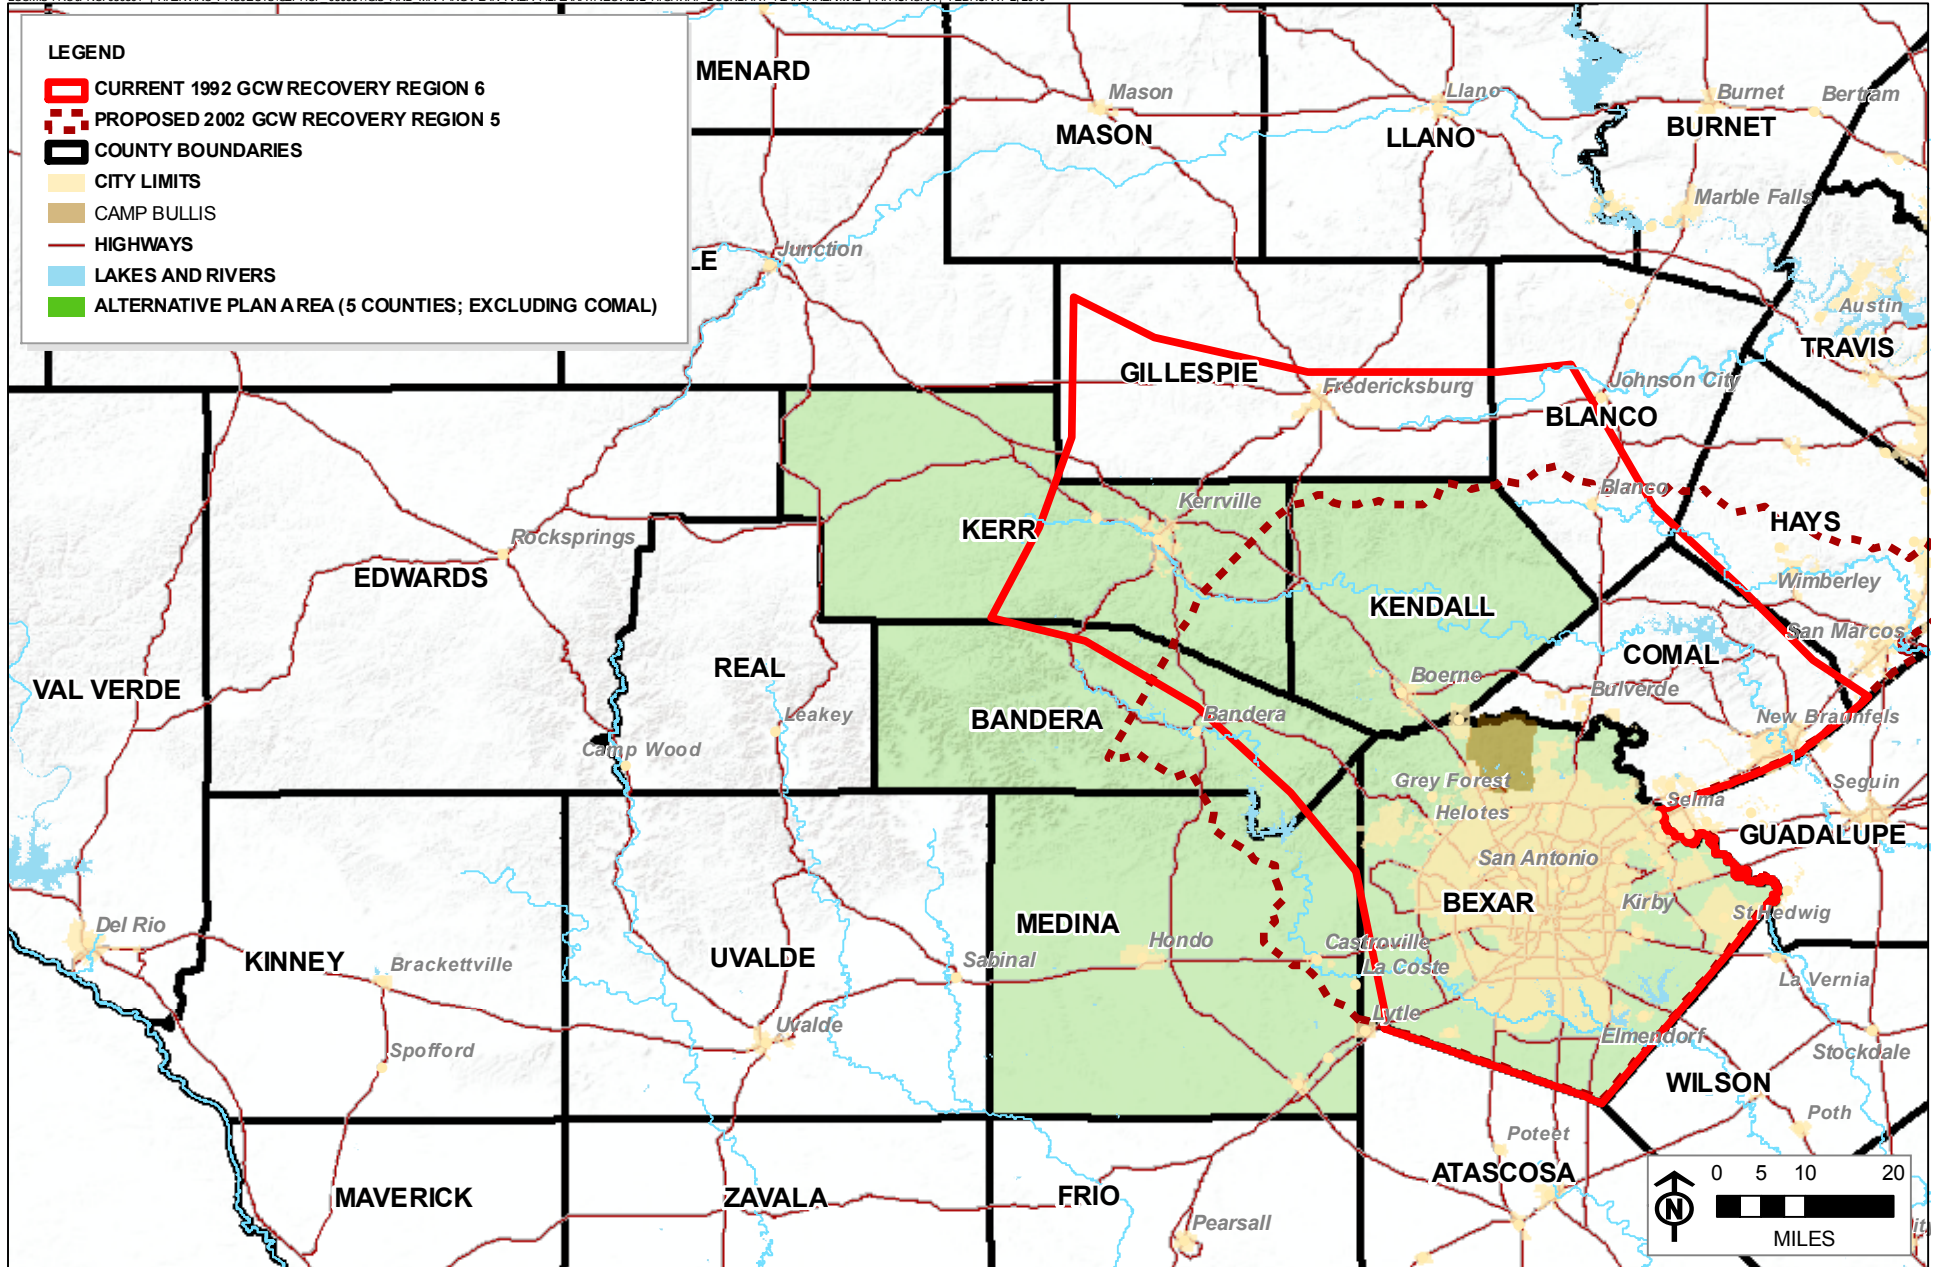 LEGEND
CURRENT 1992 GCW RECOVERY REGION 6
PROPOSED 2002 GCW RECOVERY REGION 5
COUNTY BOUNDARIES
CITY LIMITS
CAMP BULLIS
HIGHWAYS
LAKES AND RIVERS
ALTERNATIVE PLAN AREA (5 COUNTIES; EXCLUDING COMAL)
MENARD
Mason
MASON
Llano
LLANO
Burnet
Bertram
BURNET
Marble Falls
Junction
LE
Austin
TRAVIS
GILLESPIE
Fredericksburg
Johnson City
BLANCO
Kerrville
Blanco
KERR
HAYS
Rocksprings
EDWARDS
Wimberley
KENDALL
San Marcos
COMAL
REAL
VAL VERDE
Boerne
Bulverde
Leakey
BANDERA
Bandera
New Braunfels
Camp Wood
Grey Forest
Seguin
Selma
Helotes
GUADALUPE
San Antonio
BEXAR
Kirby
St Hedwig
Del Rio
MEDINA
Hondo
Castroville
KINNEY
Brackettville
UVALDE
Sabinal
La Coste
La Vernia
Uvalde
Lytle
Elmendorf
Spofford
Stockdale
WILSON
Poth
Poteet
ATASCOSA
MAVERICK
ZAVALA
FRIO
Pearsall
0 5 10 20
N
MILES